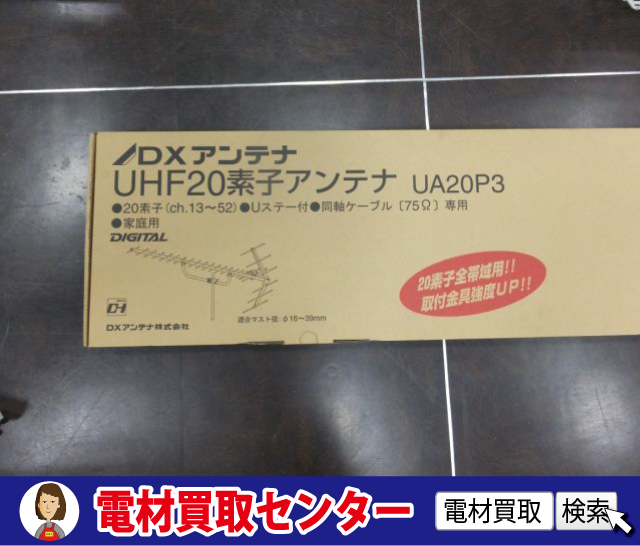 DXアンテナ
UHF20素子アンテナ UA20P3
●20素子(ch.13～52)●Uステー付●同軸ケーブル〔75Ω〕専用
●家庭用
DIGITAL
20素子全帯域用!!
取付金具強度UP!!
適合マスト径:φ16～39mm
DXアンテナ株式会社
電材買取センター 電材買取 検索